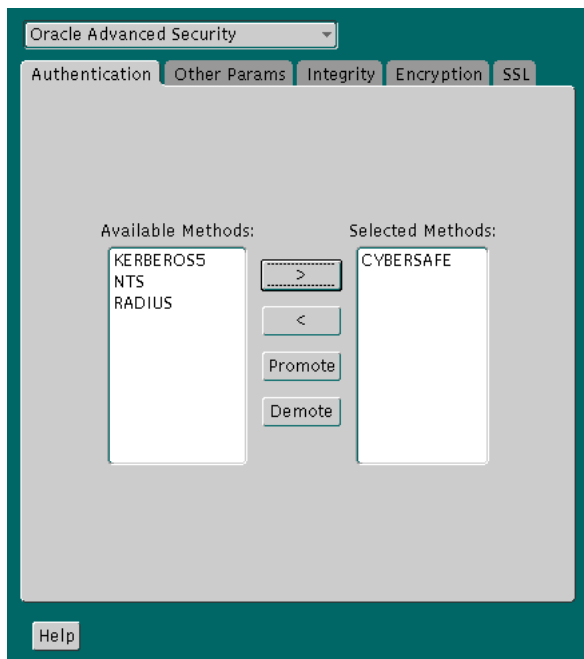 Oracle Advanced Security
Authentication Other Params Integrity Encryption SSL
Available Methods: Selected Methods:
KERBEROS5 > CYBERSAFE
NTS
RADIUS
<
Promote
Demote
Help